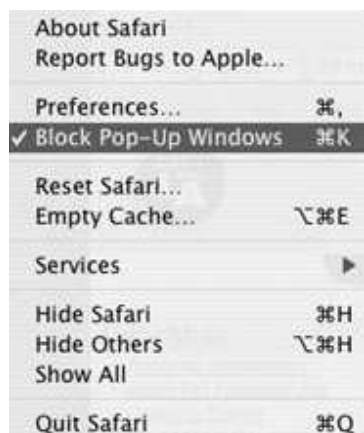 About Safari
Report Bugs to Apple...
Preferences... ⌘,
✓ Block Pop-Up Windows ⌘K
Reset Safari...
Empty Cache... ⌥⌘E
Services ▶
Hide Safari ⌘H
Hide Others ⌥⌘H
Show All
Quit Safari ⌘Q